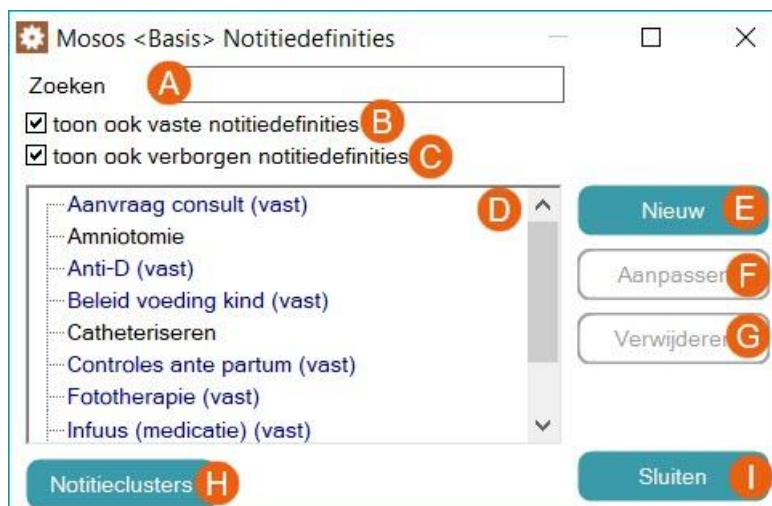 Mosos <Basis> Notitiedefinities
Zoeken A
toon ook vaste notitiedefinities B
toon ook verborgen notitiedefinities C
D
Aanvraag consult (vast)
Amniotomie
Anti-D (vast)
Beleid voeding kind (vast)
Catheteriseren
Controles ante partum (vast)
Fototherapie (vast)
Infuus (medicatie) (vast)
Nieuw E
Aanpassen F
Verwijderen G
Notitieclusters H
Sluiten I